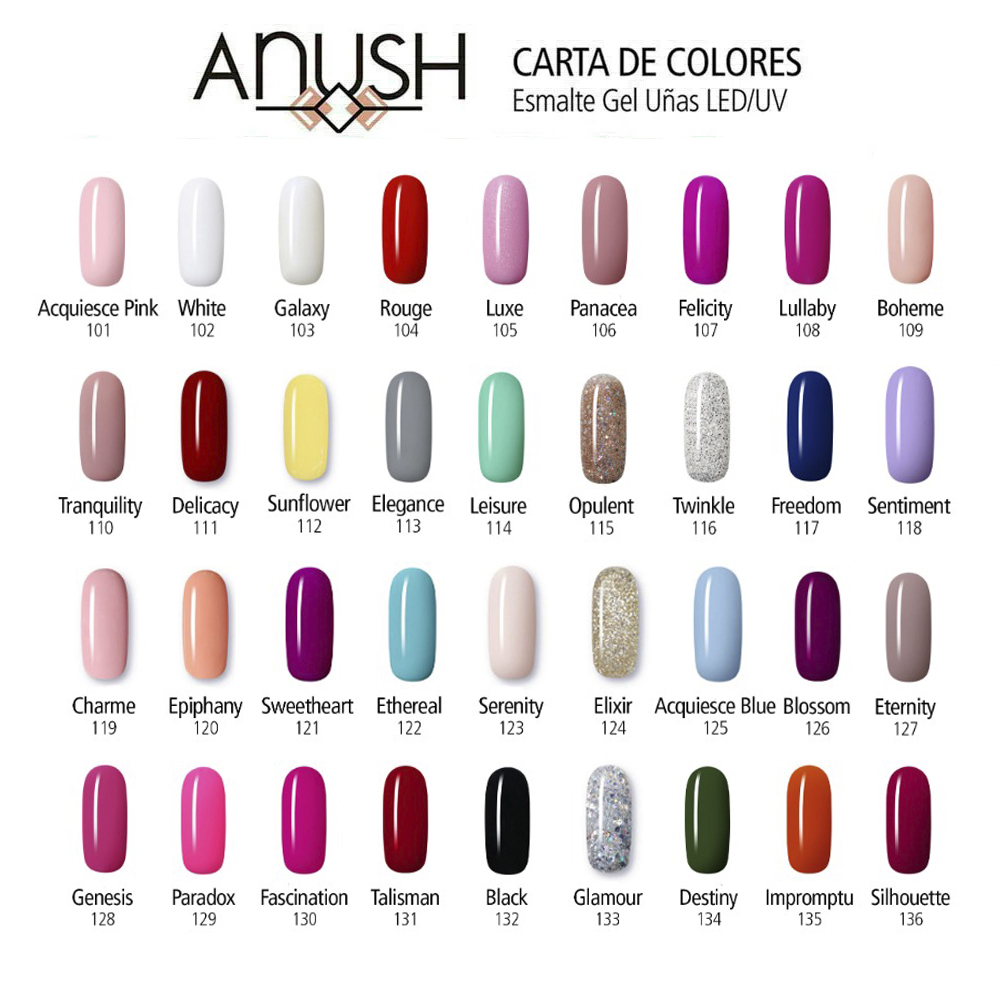 ANUSH
CARTA DE COLORES
Esmalte Gel Uñas LED/UV
Acquiesce Pink White Galaxy Rouge Luxe Panacea Felicity Lullaby Boheme
101 102 103 104 105 106 107 108 109
Tranquility Delicacy Sunflower Elegance Leisure Opulent Twinkle Freedom Sentiment
110 111 112 113 114 115 116 117 118
Charme Epiphany Sweetheart Ethereal Serenity Elixir Acquiesce Blue Blossom Eternity
119 120 121 122 123 124 125 126 127
Genesis Paradox Fascination Talisman Black Glamour Destiny Impromptu Silhouette
128 129 130 131 132 133 134 135 136